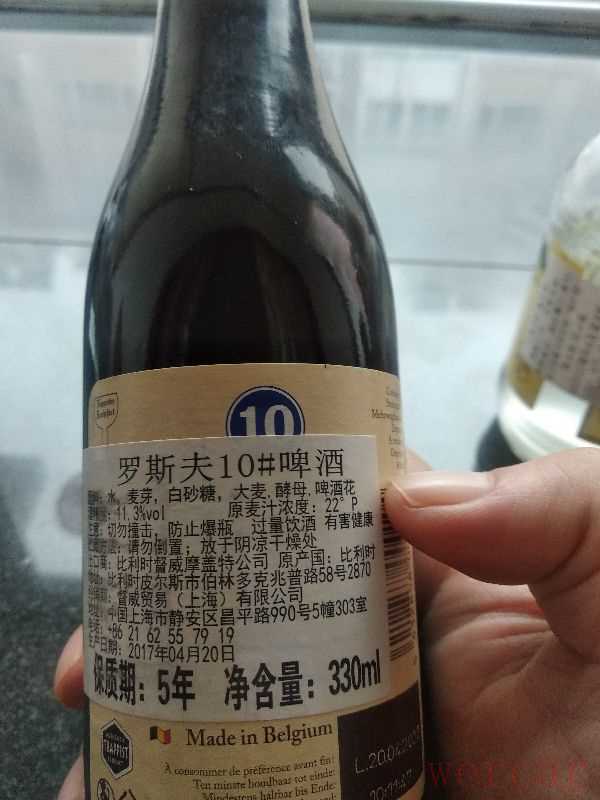 10
罗斯夫10#啤酒
水，麦芽，白砂糖，大麦，酵母，啤酒花
11.3%vol 原麦汁浓度：22°P
切勿撞击，防止爆瓶 过量饮酒 有害健康
请勿倒置；放于阴凉干燥处
比利时督威摩盖特公司 原产国：比利时
比利时皮尔斯市伯林多克兆普路58号2870
督威贸易（上海）有限公司
中国上海市静安区昌平路990号5幢303室
+86 21 62 55 79 19
生产日期：2017年04月20日
保质期：5年 净含量：330ml
TRAPPIST
Made in Belgium
À consommer de préférence avant fin:
Ten minste houdbaar tot einde:
Mindestens haltbar bis Ende: